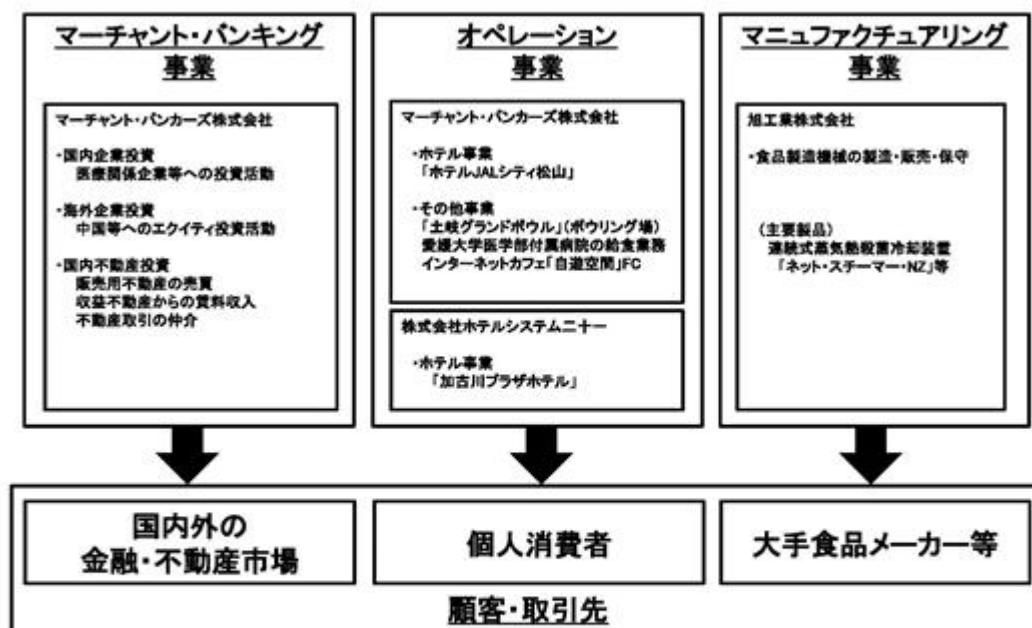 マーチャント・バンキング
事業
マーチャント・バンカーズ株式会社
・国内企業投資
医療関係企業等への投資活動
・海外企業投資
中国等へのエクイティ投資活動
・国内不動産投資
販売用不動産の売買
収益不動産からの賃料収入
不動産取引の仲介
オペレーション
事業
マーチャント・バンカーズ株式会社
・ホテル事業
「ホテルJALシティ松山」
・その他事業
「土岐グランドボウル」(ボウリング場)
愛媛大学医学部付属病院の給食業務
インターネットカフェ「自遊空間」FC
株式会社ホテルシステム二十一
・ホテル事業
「加古川プラザホテル」
マニュファクチュアリング
事業
旭工業株式会社
・食品製造機械の製造・販売・保守
(主要製品)
連続式蒸気熱殺菌冷却装置
「ネット・スチーマー・NZ」等
国内外の
金融・不動産市場
個人消費者
大手食品メーカー等
顧客・取引先